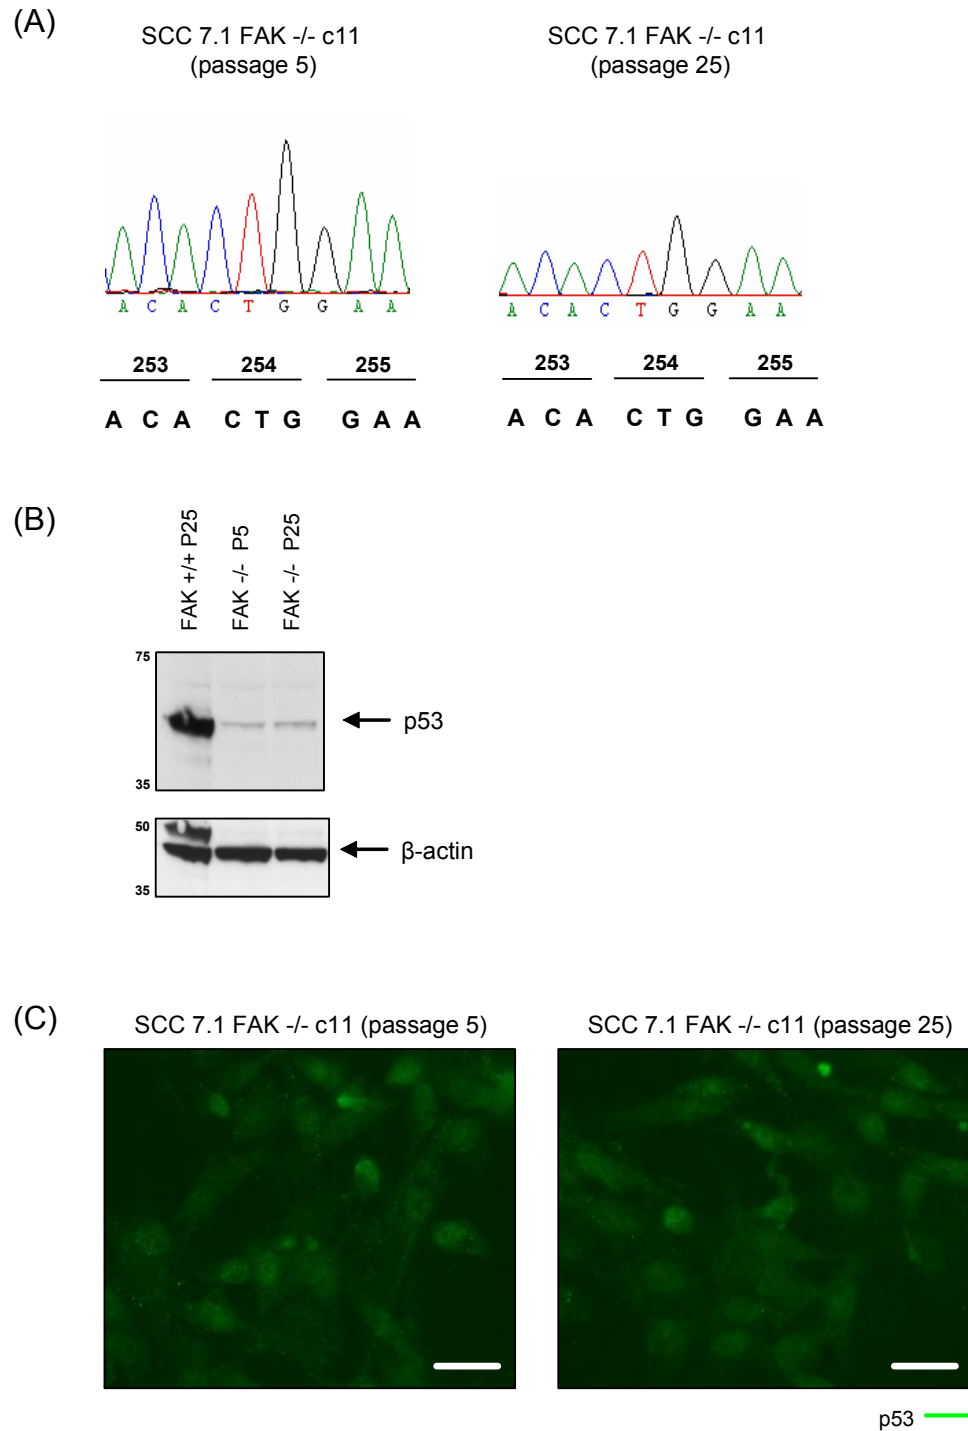 (A)
SCC 7.1 FAK -/- c11
(passage 5)
SCC 7.1 FAK -/- c11
(passage 25)
A C A C T G G A A
A C A C T G G A A
253 254 255
253 254 255
A C A C T G G A A
A C A C T G G A A
(B)
FAK +/+ P25
FAK -/- P5
FAK -/- P25
75
p53
35
50
β-actin
35
(C)
SCC 7.1 FAK -/- c11 (passage 5)
SCC 7.1 FAK -/- c11 (passage 25)
p53